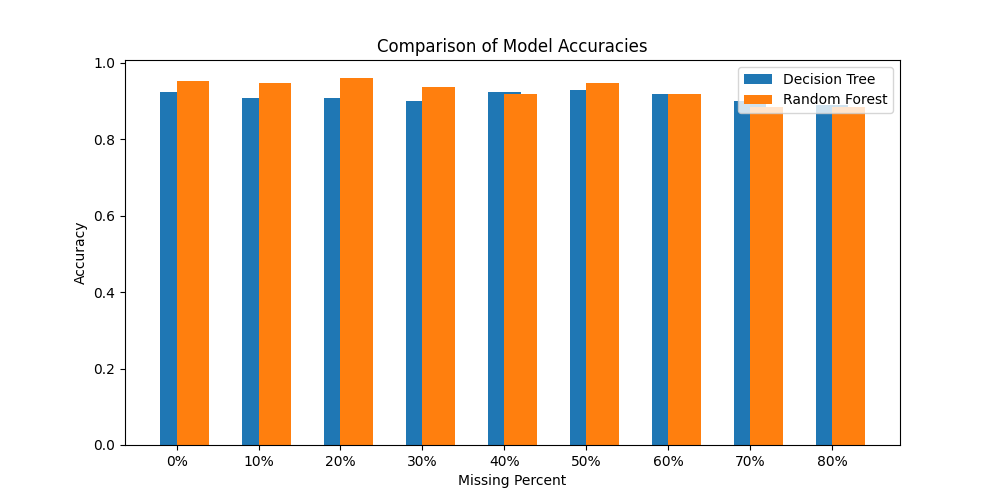 Comparison of Model Accuracies
Decision Tree
Random Forest
1.0
0.8
0.6
0.4
0.2
0.0
Accuracy
0% 10% 20% 30% 40% 50% 60% 70% 80%
Missing Percent